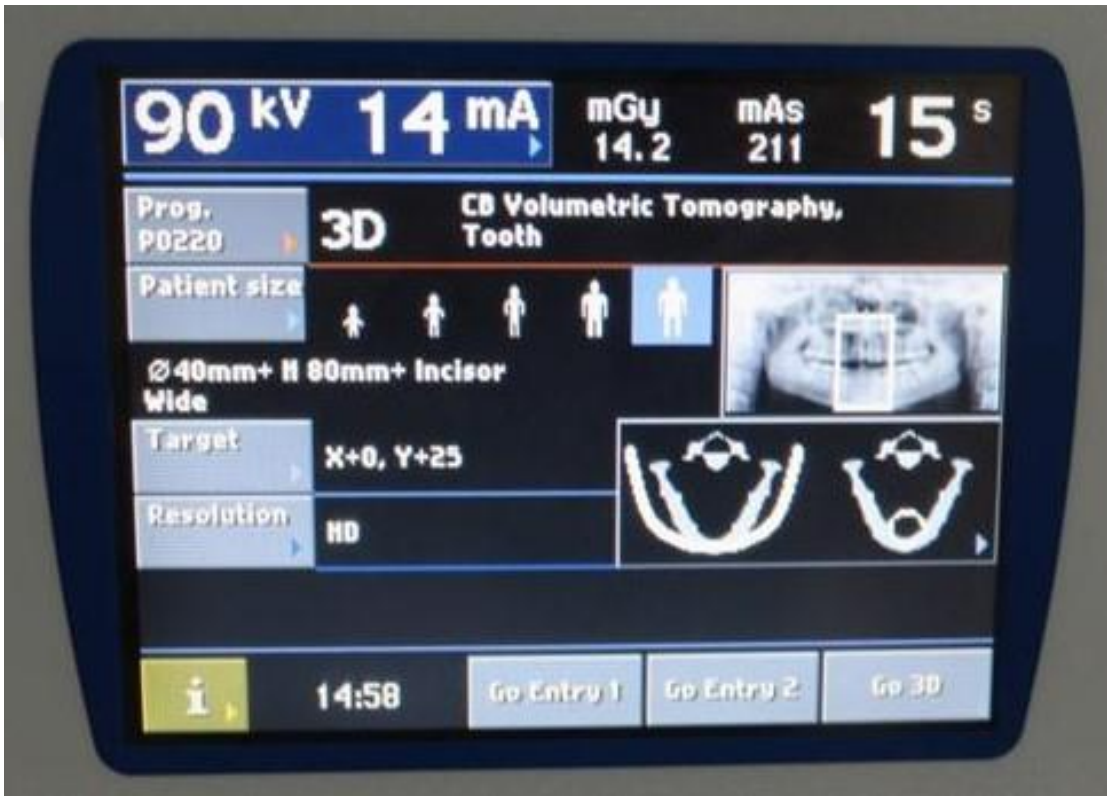 90 kV 14 mA mGy 14.2 mAs 211 15 s
Prog. P0220
3D
CB Volumetric Tomography,
Tooth
Patient size
Ø40mm+ H 80mm+ Incisor
Wide
Target
X+0, Y+25
Resolution
HD
i
14:58
Go Entry 1
Go Entry 2
Go 3D